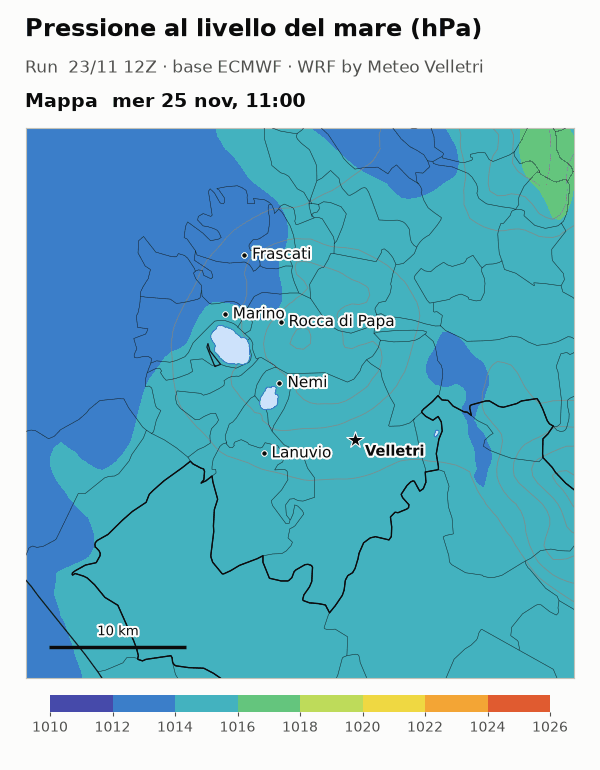 Pressione al livello del mare (hPa)
Run  23/11 12Z · base ECMWF · WRF by Meteo Velletri
Mappa  mer 25 nov, 11:00
Frascati
Marino
Rocca di Papa
Nemi
Velletri
Lanuvio
10 km
1010 1012 1014 1016 1018 1020 1022 1024 1026